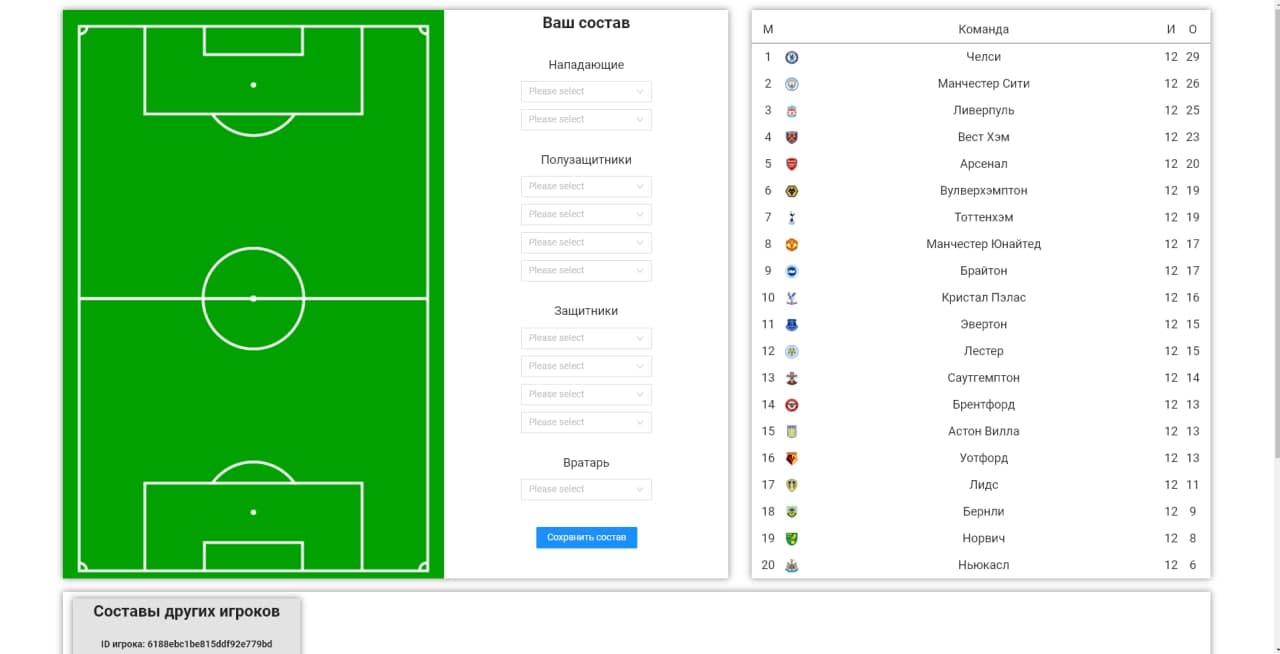 Ваш состав
Нападающие
Please select
Please select
Полузащитники
Please select
Please select
Please select
Please select
Защитники
Please select
Please select
Please select
Please select
Вратарь
Please select
Сохранить состав
М Команда И О
1 Челси 12 29
2 Манчестер Сити 12 26
3 Ливерпуль 12 25
4 Вест Хэм 12 23
5 Арсенал 12 20
6 Вулверхэмптон 12 19
7 Тоттенхэм 12 19
8 Манчестер Юнайтед 12 17
9 Брайтон 12 17
10 Кристал Пэлас 12 16
11 Эвертон 12 15
12 Лестер 12 15
13 Саутгемптон 12 14
14 Брентфорд 12 13
15 Астон Вилла 12 13
16 Уотфорд 12 13
17 Лидс 12 11
18 Бернли 12 9
19 Норвич 12 8
20 Ньюкасл 12 6
Составы других игроков
ID игрока: 6188ebc1be815ddf92e779bd